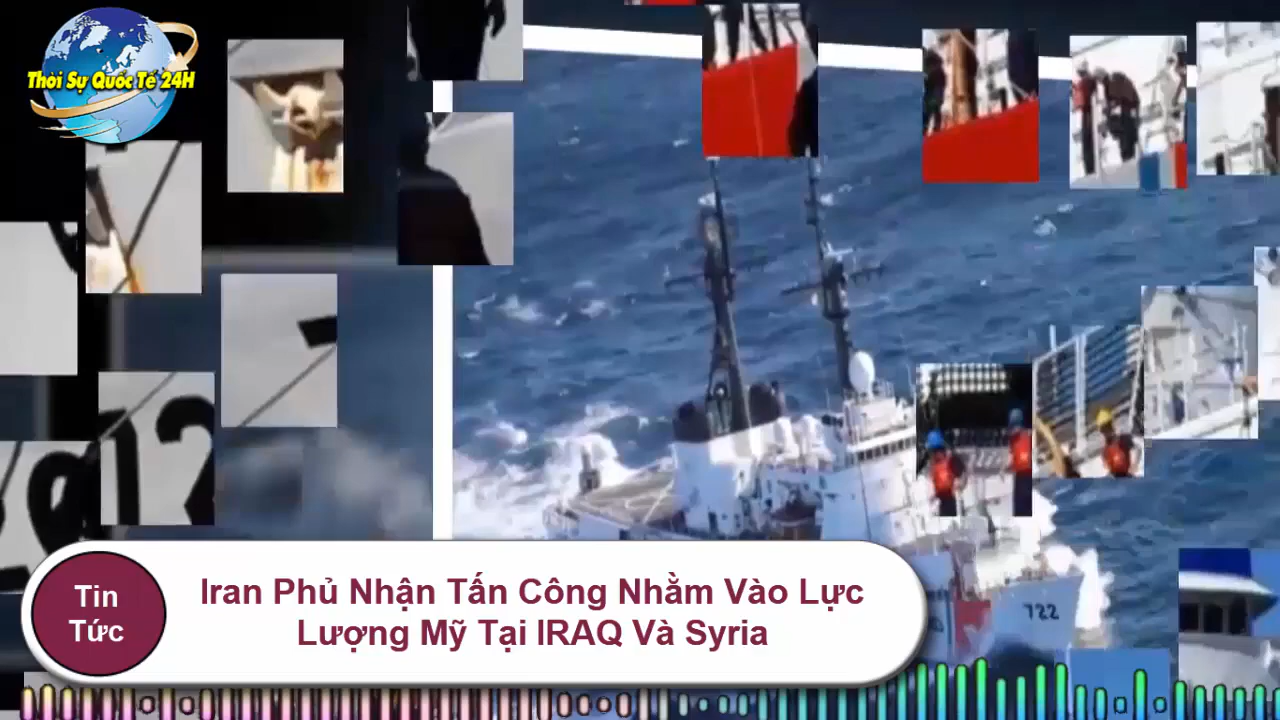 Thời Sự Quốc Tế 24H
722
Tin
Tức
Iran Phủ Nhận Tấn Công Nhằm Vào Lực
Lượng Mỹ Tại IRAQ Và Syria